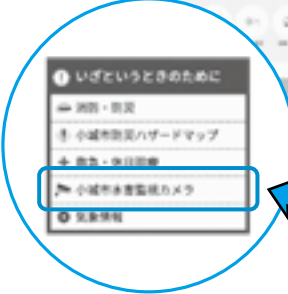 いざというときのために
消防・防災
小城市防災ハザードマップ
救急・休日診療
小城市水害監視カメラ
気象情報